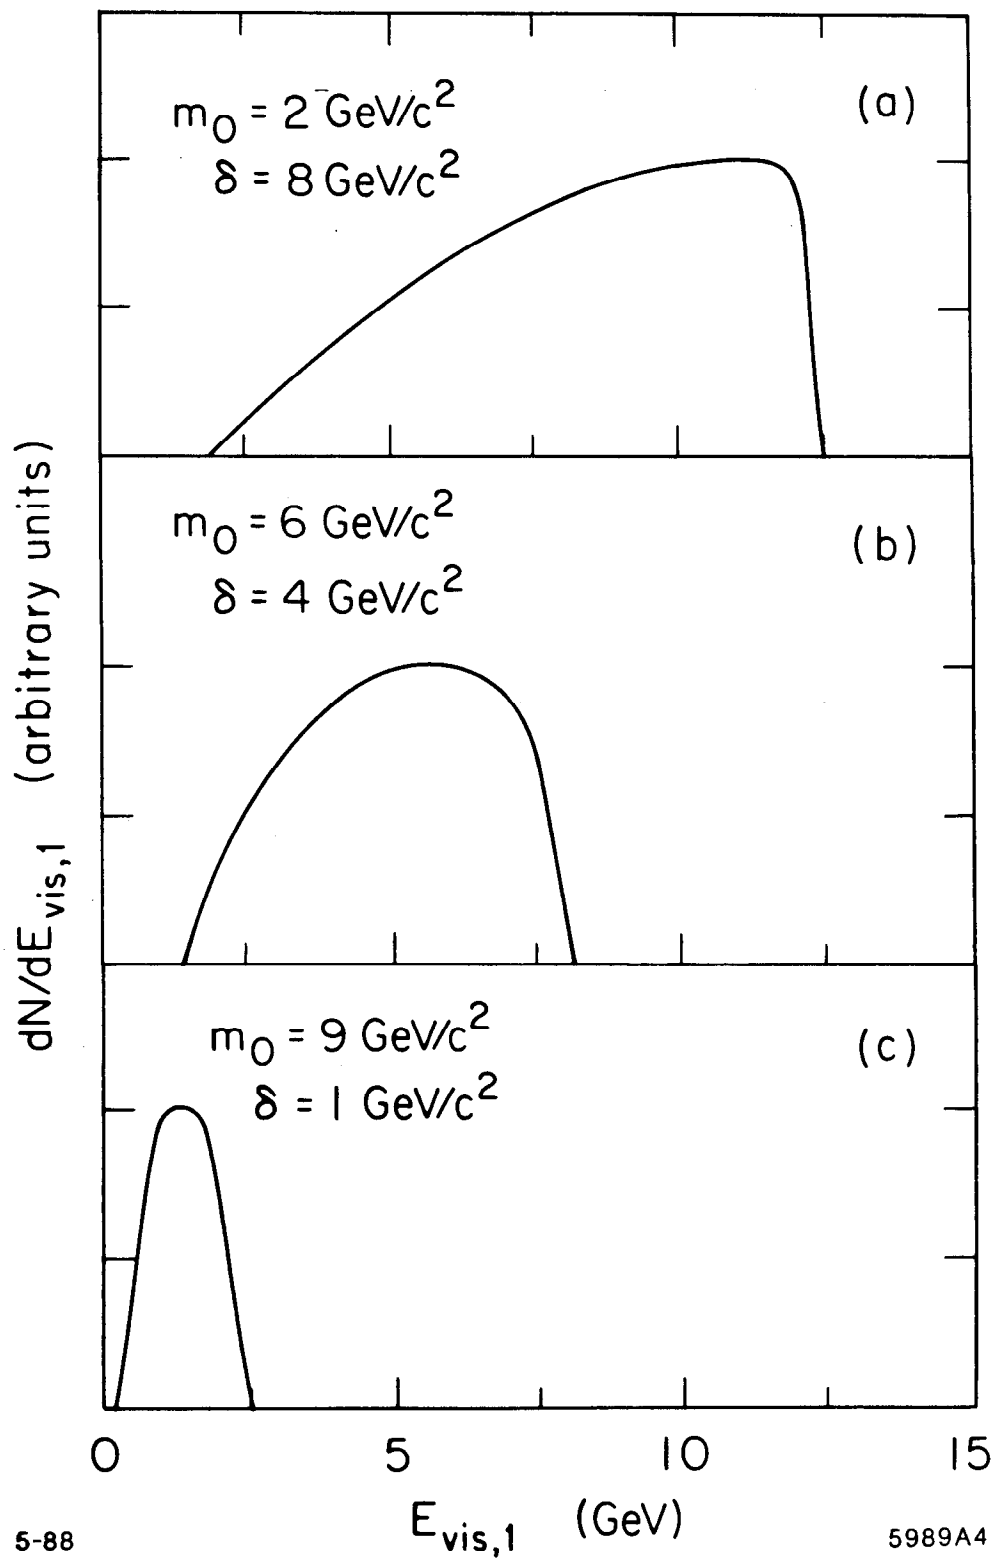 m0 = 2 GeV/c2
(a)
δ = 8 GeV/c2
m0 = 6 GeV/c2
(b)
δ = 4 GeV/c2
m0 = 9 GeV/c2
(c)
δ = 1 GeV/c2
dN/dEvis,1 (arbitrary units)
0 5 10 15
Evis,1 (GeV)
5-88
5989A4